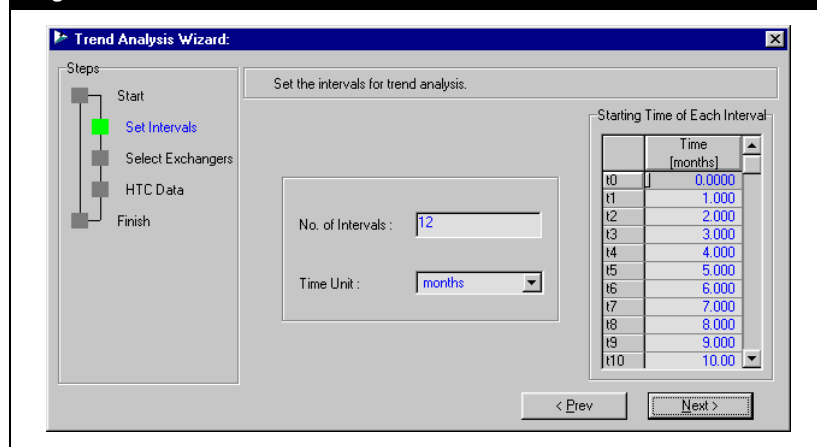 Trend Analysis Wizard:
Steps
Start
Set Intervals
Select Exchangers
HTC Data
Finish
Set the intervals for trend analysis.
No. of Intervals : 12
Time Unit : months
Starting Time of Each Interval
Time
[months]
t0 0.0000
t1 1.000
t2 2.000
t3 3.000
t4 4.000
t5 5.000
t6 6.000
t7 7.000
t8 8.000
t9 9.000
t10 10.00
< Prev Next >